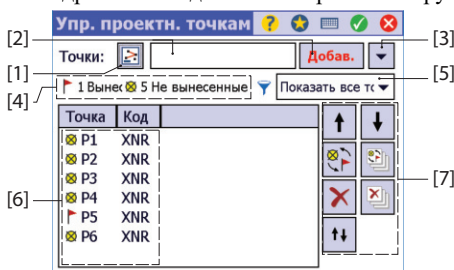 Упр. проектн. точкам ?
[2] [3]
Точки: Добав.
[1] [5]
[4] 1 Вынес 5 Не вынесенные Показать все то
Точка Код
P1 XNR
P2 XNR
P3 XNR
[6] P4 XNR [7]
P5 XNR
P6 XNR